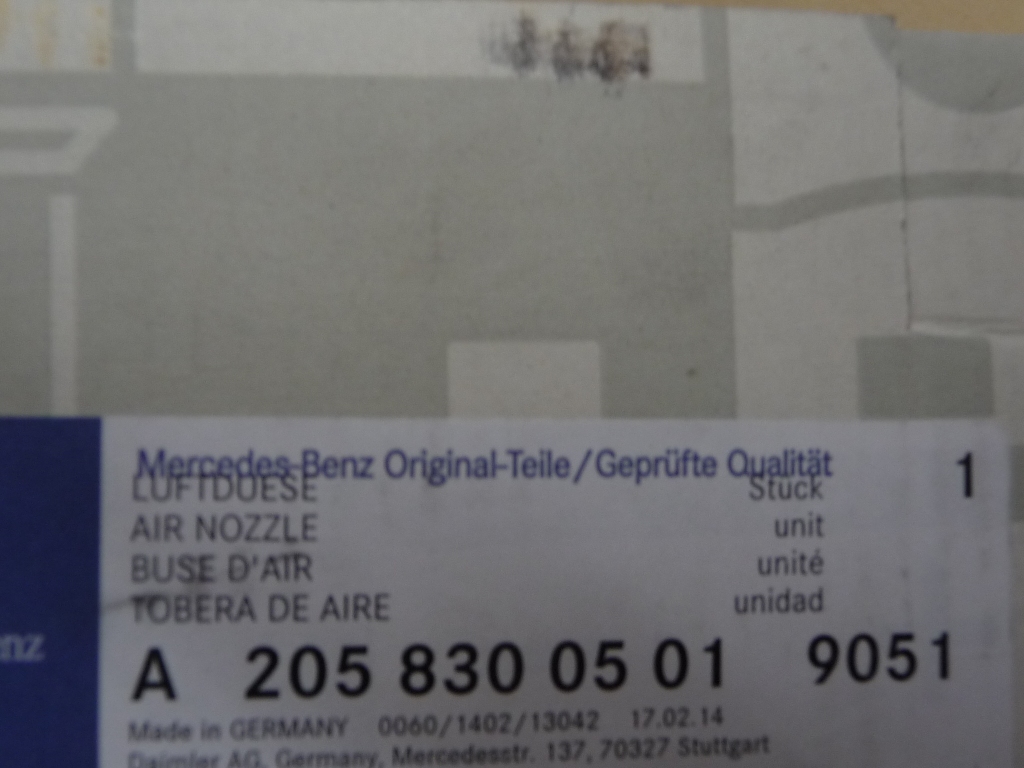 Mercedes-Benz Original-Teile/Geprüfte Qualität
LUFTDUESE Stück 1
AIR NOZZLE unit
BUSE D'AIR unité
TOBERA DE AIRE unidad
enz
A 205 830 05 01 9051
Made in GERMANY 0060/1402/13042 17.02.14
Daimler AG, Germany, Mercedesstr. 137, 70327 Stuttgart